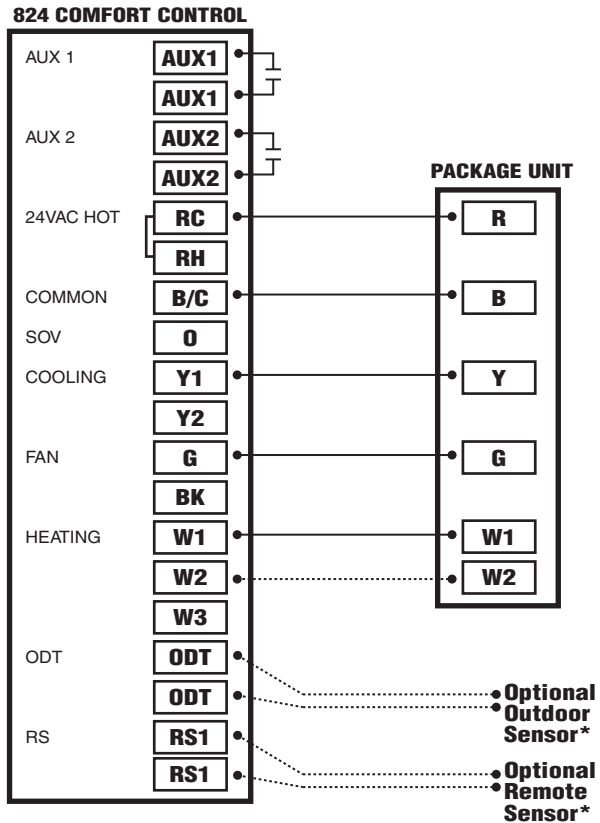 824 COMFORT CONTROL
AUX 1 AUX1
AUX1
AUX 2 AUX2
AUX2
PACKAGE UNIT
24VAC HOT RC R
RH
COMMON B/C B
SOV O
COOLING Y1 Y
Y2
FAN G G
BK
HEATING W1 W1
W2 W2
W3
ODT ODT
ODT
Optional
Outdoor
Sensor*
RS RS1
RS1
Optional
Remote
Sensor*